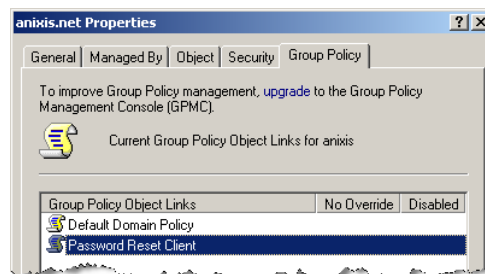 anixis.net Properties
General Managed By Object Security Group Policy
To improve Group Policy management, upgrade to the Group Policy
Management Console (GPMC).
Current Group Policy Object Links for anixis
Group Policy Object Links No Override Disabled
Default Domain Policy
Password Reset Client